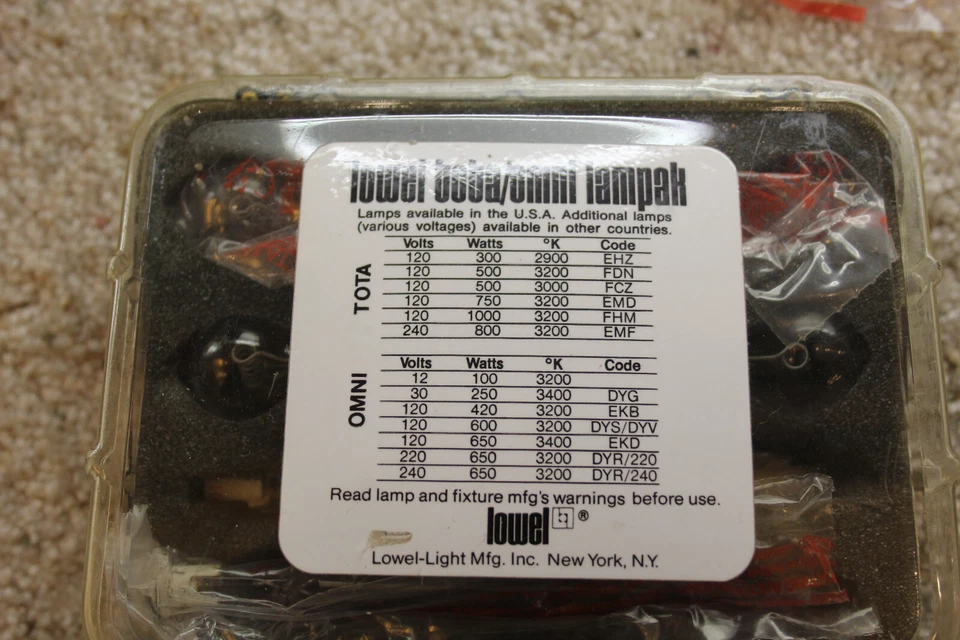 lowel tota/omni lampak
Lamps available in the U.S.A. Additional lamps
(various voltages) available in other countries.
TOTA
Volts Watts °K Code
120 300 2900 EHZ
120 500 3200 FDN
120 500 3000 FCZ
120 750 3200 EMD
120 1000 3200 FHM
240 800 3200 EMF
OMNI
Volts Watts °K Code
12 100 3200
30 250 3400 DYG
120 420 3200 EKB
120 600 3200 DYS/DYV
120 650 3400 EKD
220 650 3200 DYR/220
240 650 3200 DYR/240
Read lamp and fixture mfg's warnings before use.
lowel ®
Lowel-Light Mfg. Inc. New York, N.Y.